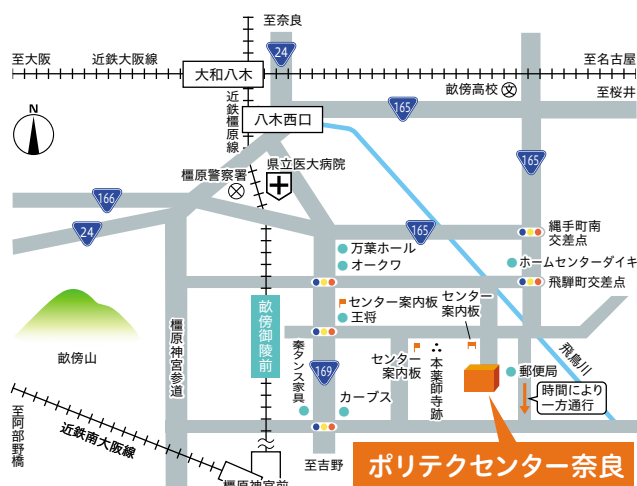 至奈良
24
至大阪
近鉄大阪線
至名古屋
大和八木
畝傍高校
文
至桜井
近鉄橿原線
八木西口
165
N
県立医大病院
橿原警察署
165
166
24
165
縄手町南
交差点
万葉ホール
オークワ
ホームセンターダイキ
飛騨町交差点
センター案内板
王将
センター
案内板
畝傍御陵前
橿原神宮参道
畝傍山
秦タンス家具
169
センター
案内板
本薬師寺跡
飛鳥川
郵便局
カーブス
時間により
一方通行
至阿部野橋
近鉄南大阪線
至吉野
橿原神宮前
ポリテクセンター奈良